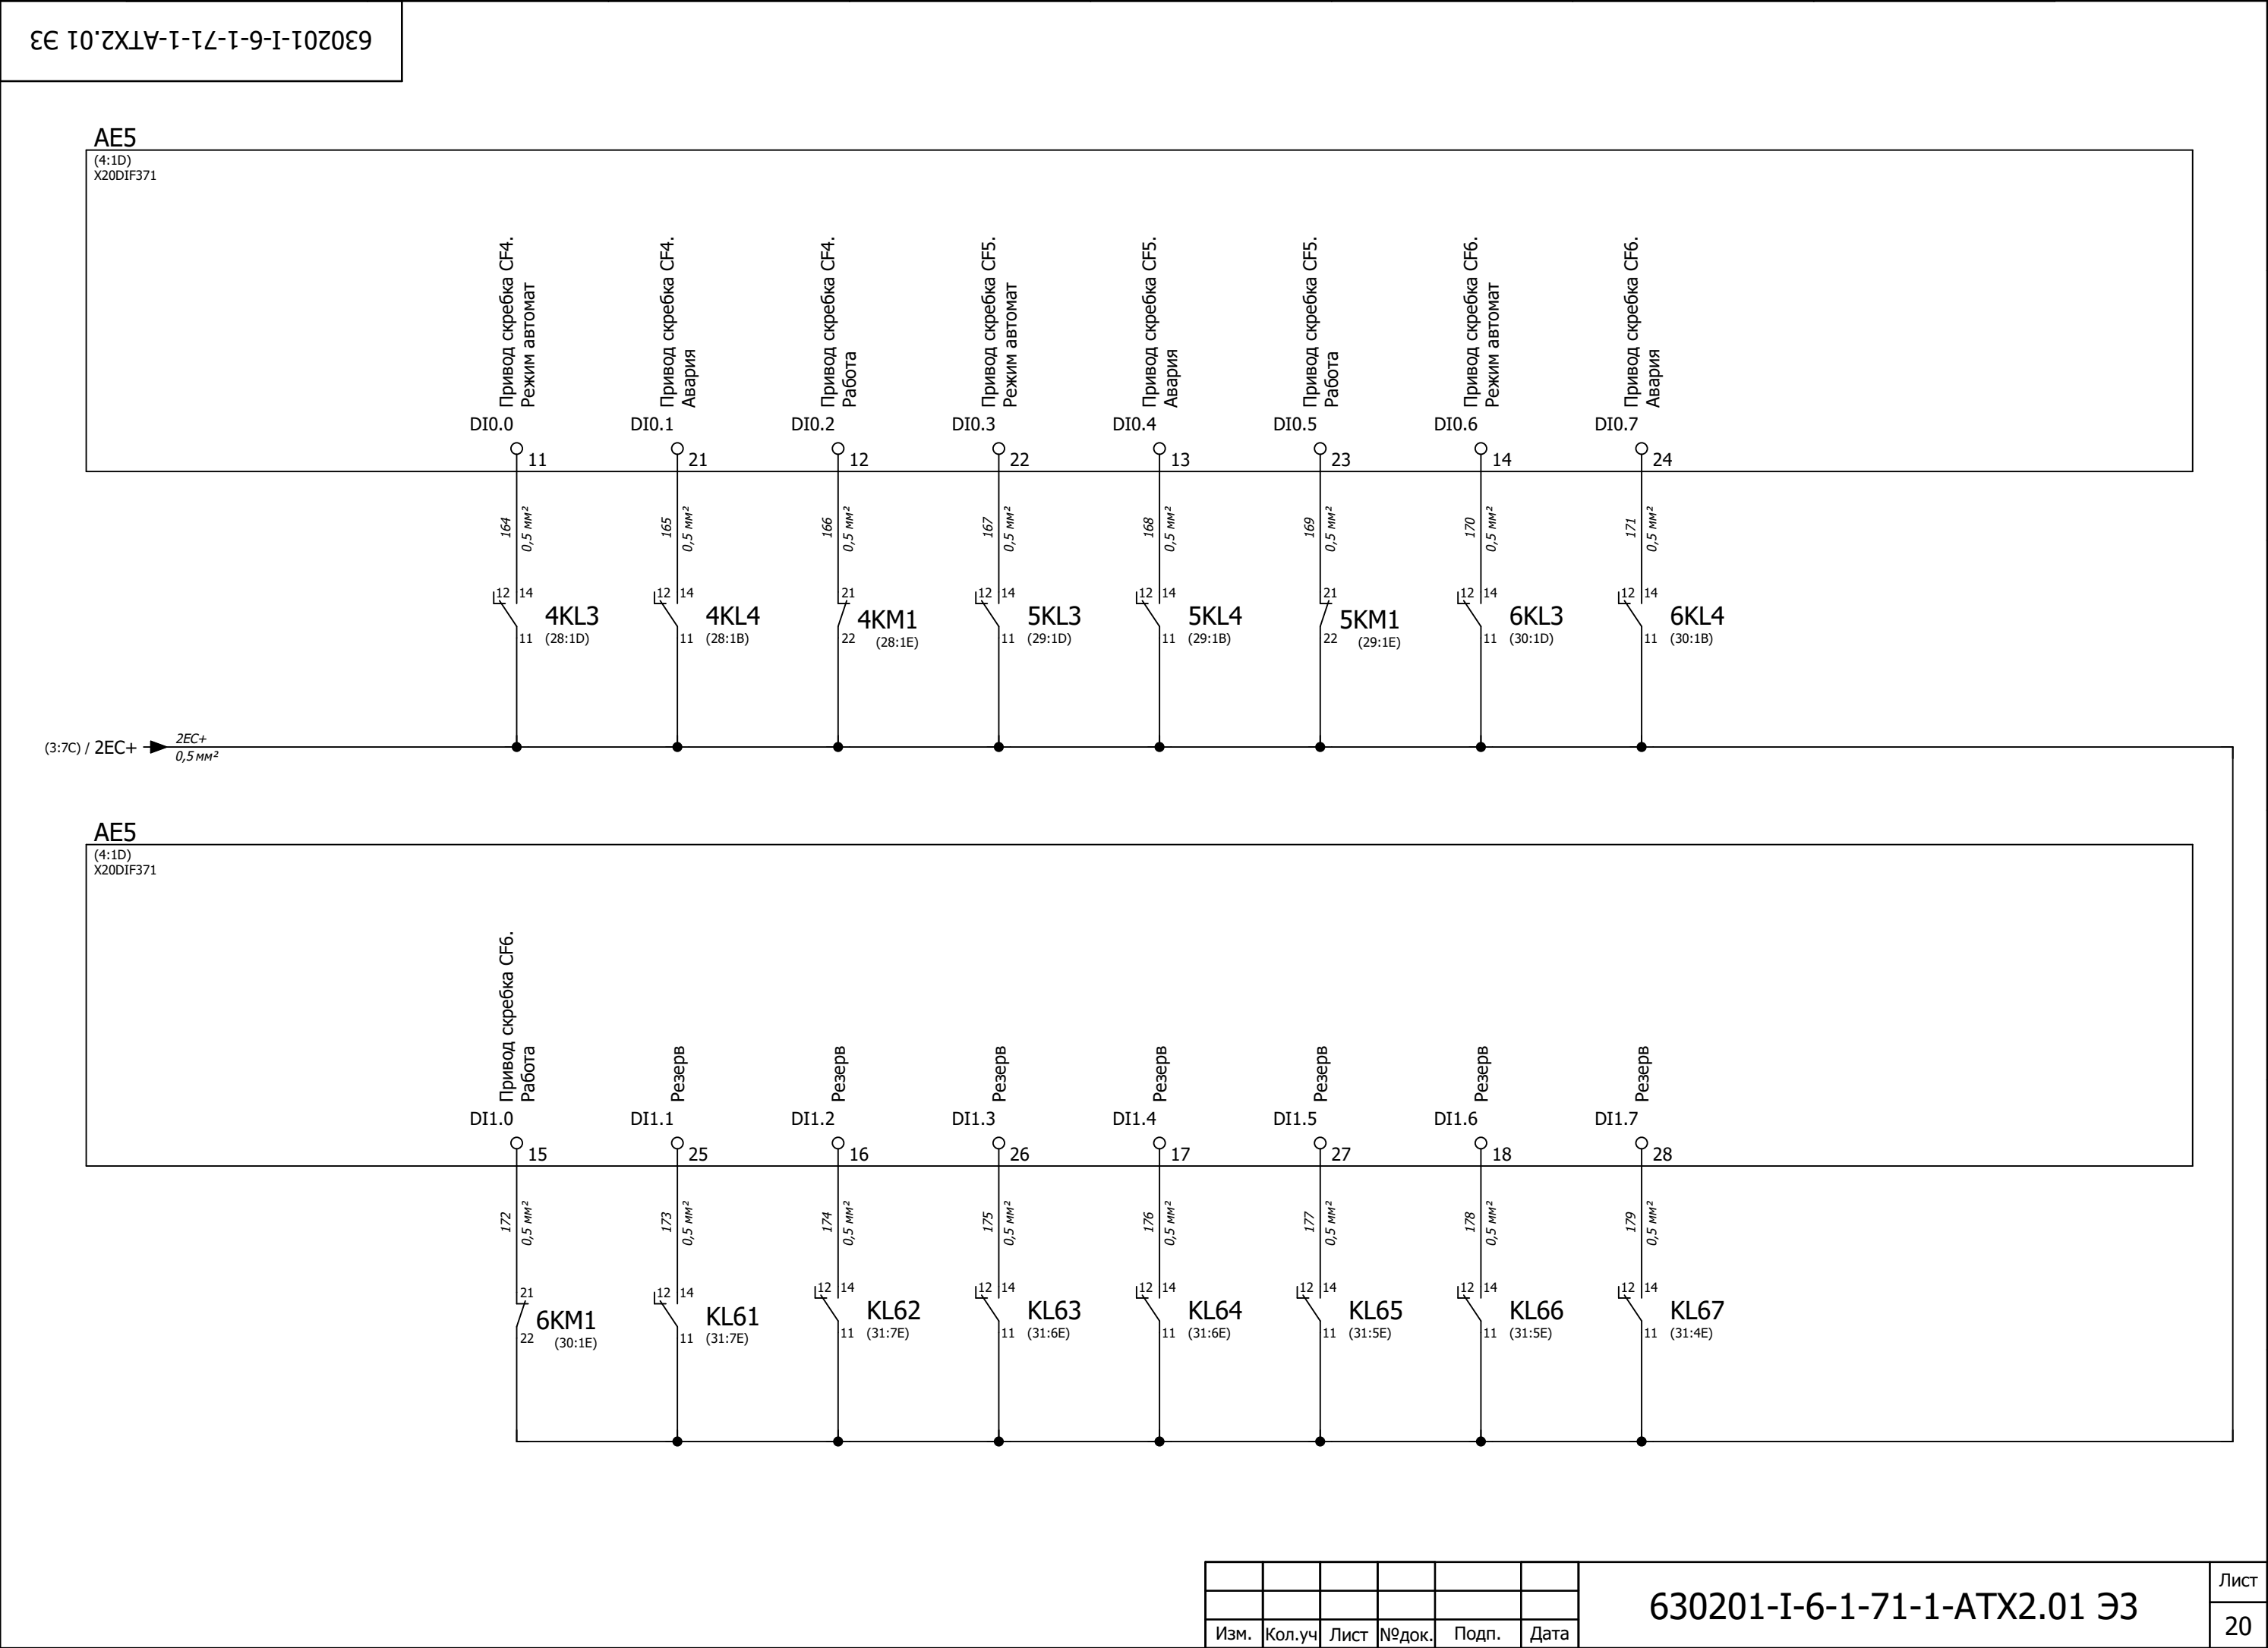 630201-I-6-1-71-1-АТХ2.01 ЭЗ
AE5
(4:1D)
X20DIF371
Привод скребка CF4.
Режим автомат
Привод скребка CF4.
Авария
Привод скребка CF4.
Работа
Привод скребка CF5.
Режим автомат
Привод скребка CF5.
Авария
Привод скребка CF5.
Работа
Привод скребка CF6.
Режим автомат
Привод скребка CF6.
Авария
DI0.0 DI0.1 DI0.2 DI0.3 DI0.4 DI0.5 DI0.6 DI0.7
11 21 12 22 13 23 14 24
164 0,5 мм² 165 0,5 мм² 166 0,5 мм² 167 0,5 мм² 168 0,5 мм² 169 0,5 мм² 170 0,5 мм² 171 0,5 мм²
12 14 12 14 21 12 14 12 14 21 12 14 12 14
4KL3 4KL4 4KM1 5KL3 5KL4 5KM1 6KL3 6KL4
11 (28:1D) 11 (28:1B) 22 (28:1E) 11 (29:1D) 11 (29:1B) 22 (29:1E) 11 (30:1D) 11 (30:1B)
(3:7C) / 2EC+ 2EC+
0,5 мм²
AE5
(4:1D)
X20DIF371
Привод скребка CF6.
Работа
Резерв
Резерв
Резерв
Резерв
Резерв
Резерв
Резерв
DI1.0 DI1.1 DI1.2 DI1.3 DI1.4 DI1.5 DI1.6 DI1.7
15 25 16 26 17 27 18 28
172 0,5 мм² 173 0,5 мм² 174 0,5 мм² 175 0,5 мм² 176 0,5 мм² 177 0,5 мм² 178 0,5 мм² 179 0,5 мм²
21 12 14 12 14 12 14 12 14 12 14 12 14 12 14
6KM1 KL61 KL62 KL63 KL64 KL65 KL66 KL67
22 (30:1E) 11 (31:7E) 11 (31:7E) 11 (31:6E) 11 (31:6E) 11 (31:5E) 11 (31:5E) 11 (31:4E)
630201-I-6-1-71-1-АТХ2.01 ЭЗ
Лист
20
Изм. Кол.уч Лист №док. Подп. Дата